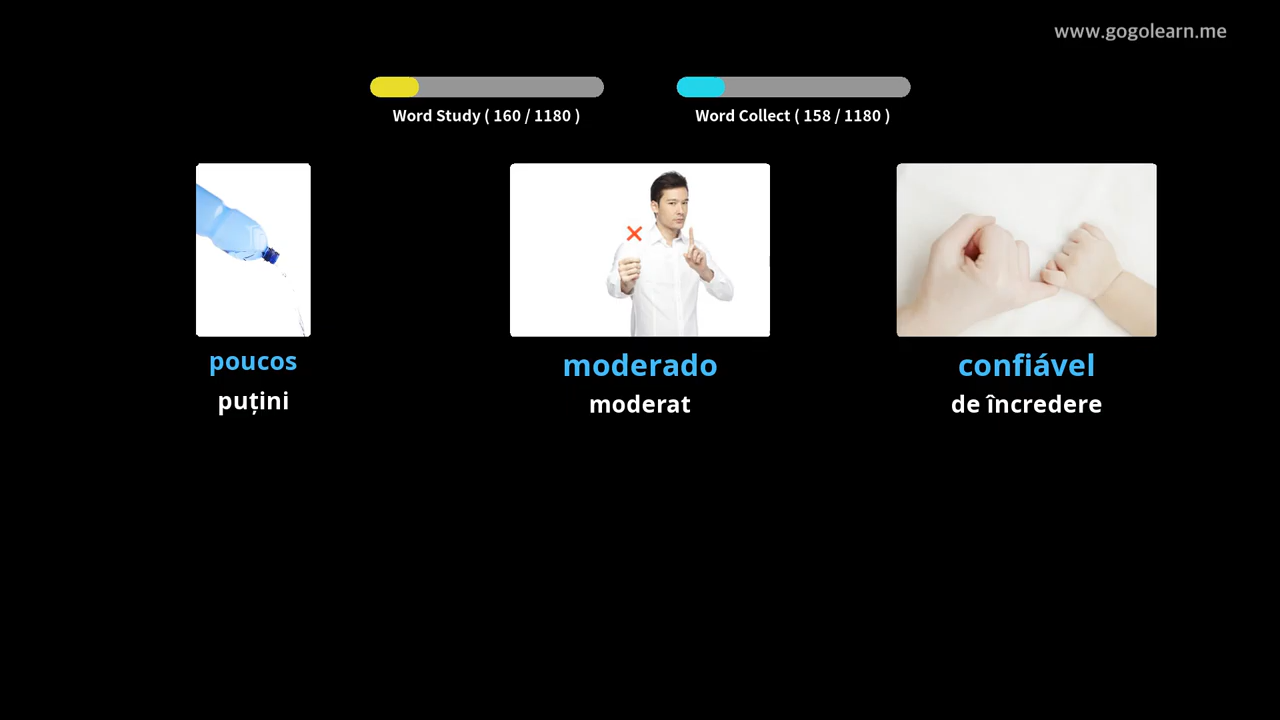 www.gogolearn.me
Word Study ( 160 / 1180 )
Word Collect ( 158 / 1180 )
poucos
puțini
moderado
moderat
confiável
de încredere